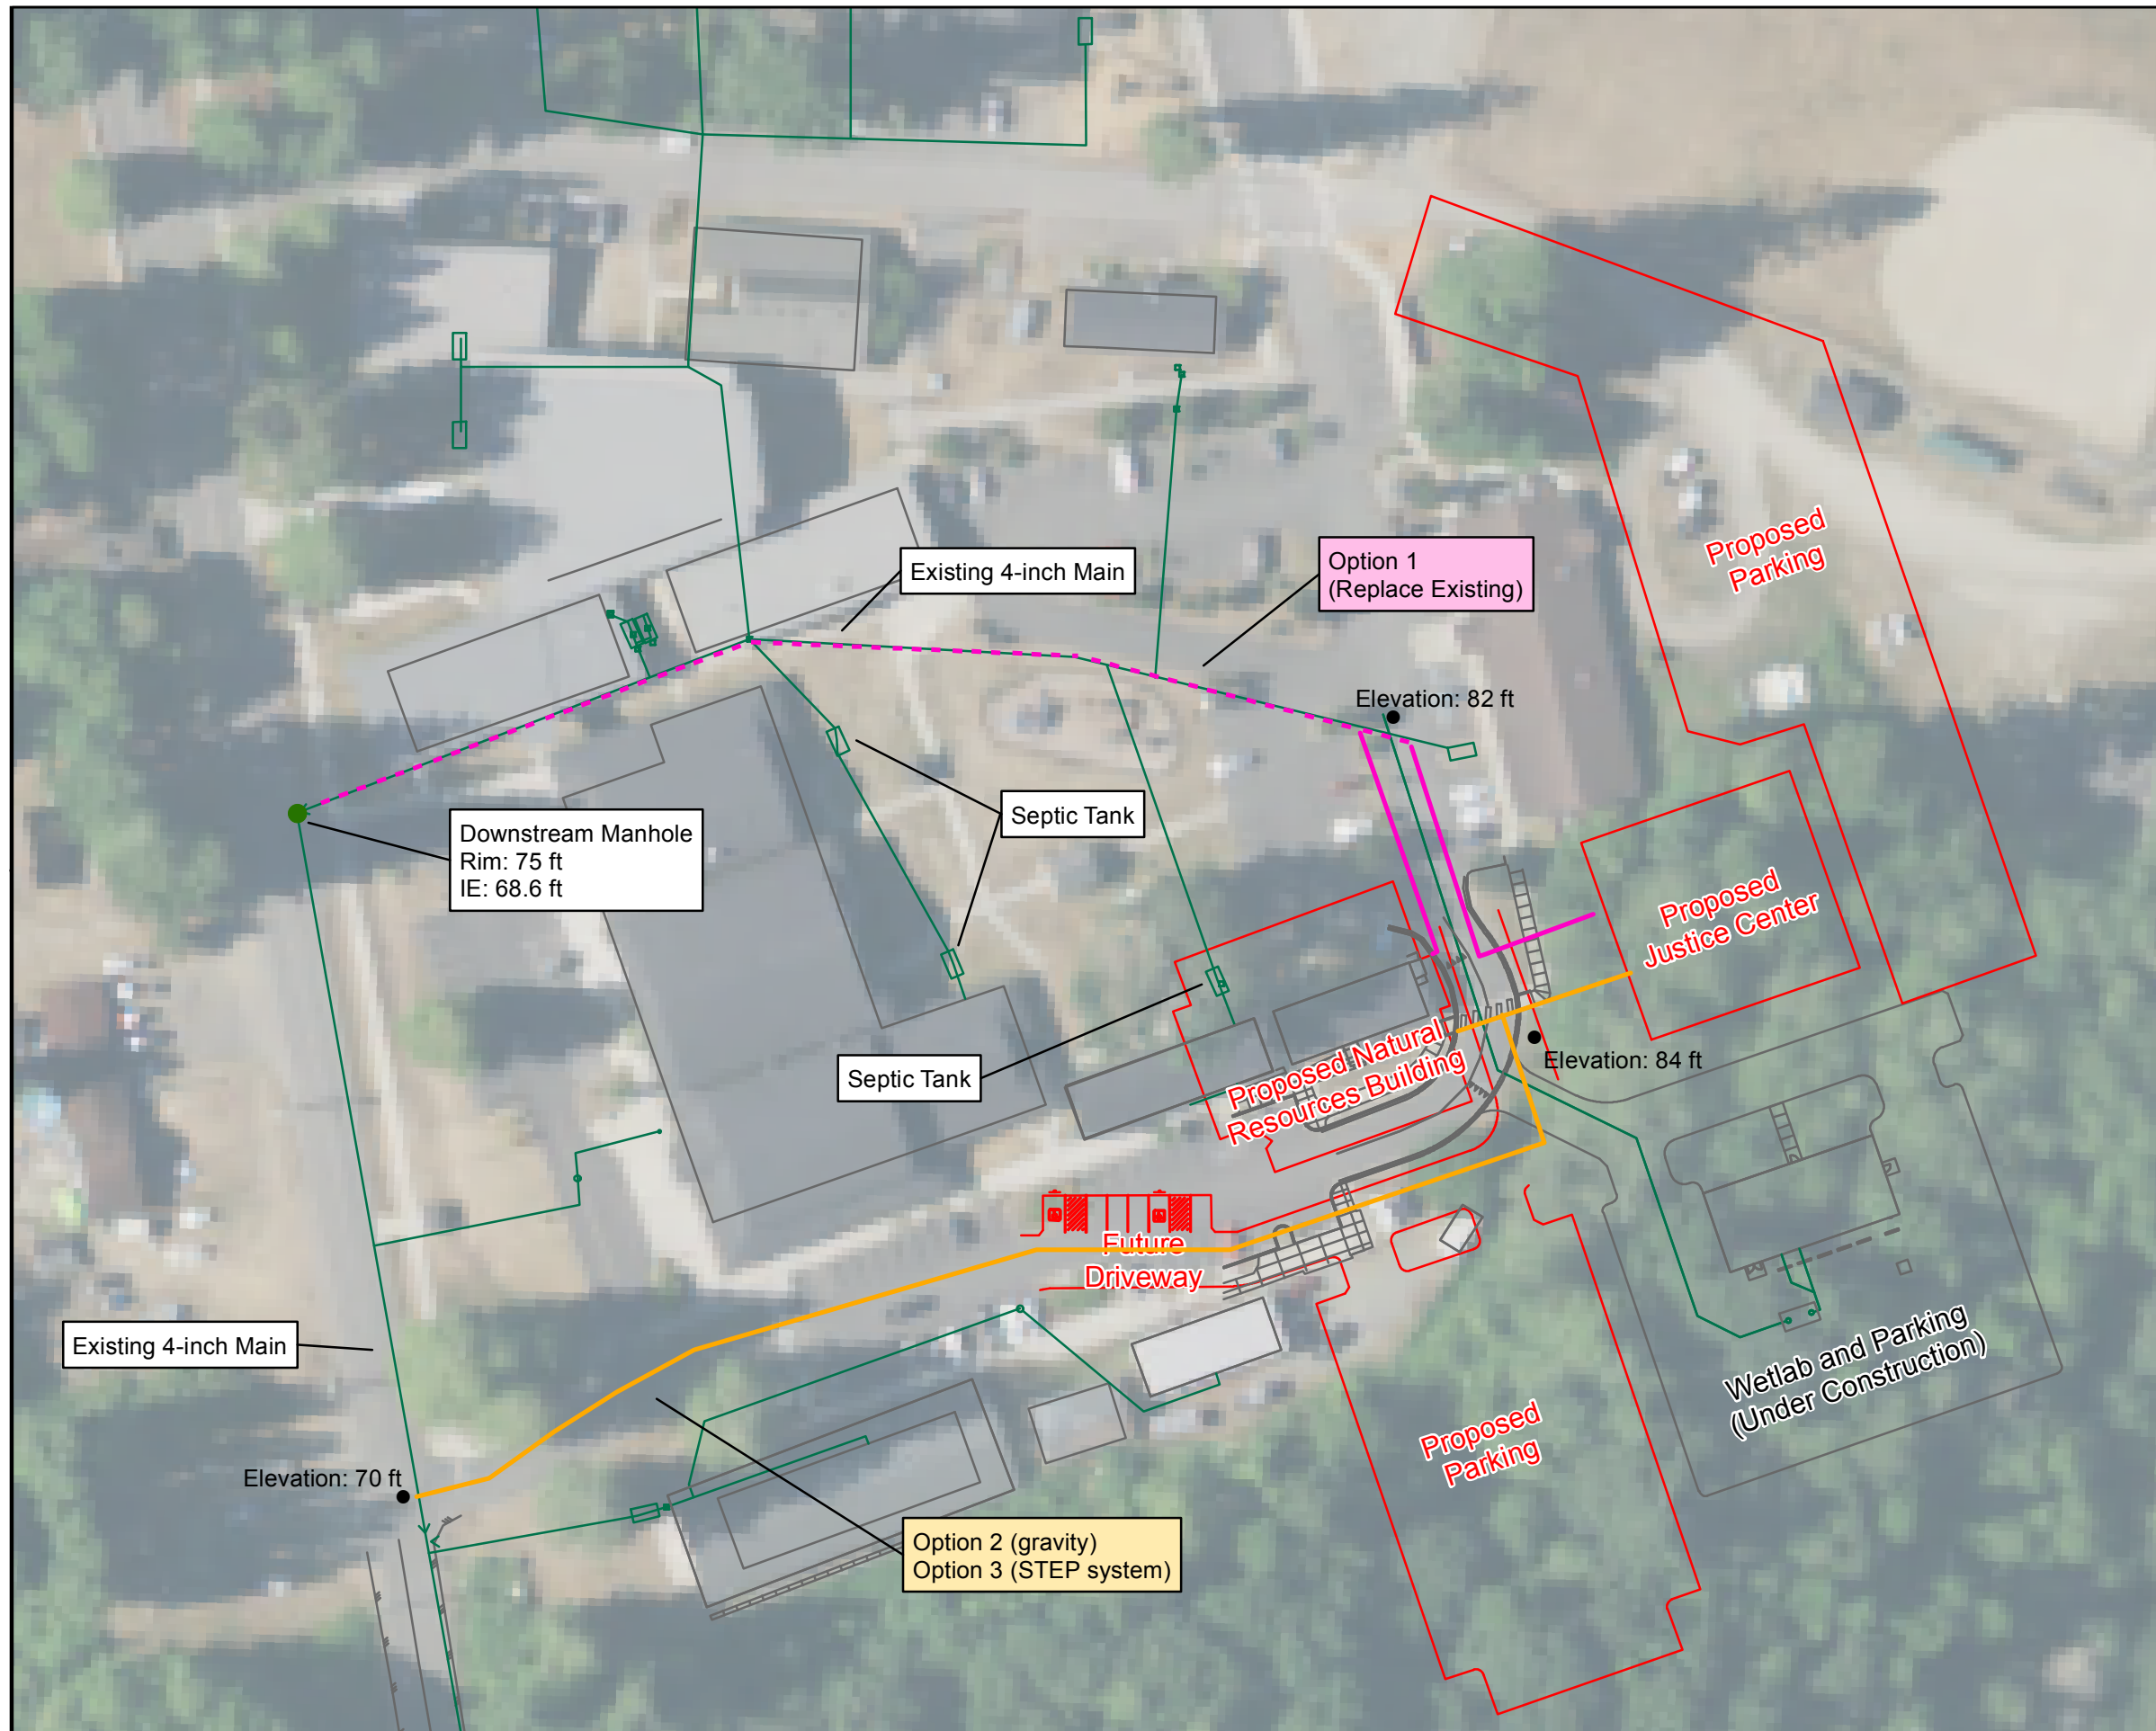 Proposed
Parking
Existing 4-inch Main
Option 1
(Replace Existing)
Elevation: 82 ft
Downstream Manhole
Rim: 75 ft
IE: 68.6 ft
Septic Tank
Proposed
Justice Center
Septic Tank
Proposed Natural
Resources Building
Elevation: 84 ft
Future
Driveway
Existing 4-inch Main
Wetlab and Parking
(Under Construction)
Proposed
Parking
Elevation: 70 ft
Option 2 (gravity)
Option 3 (STEP system)